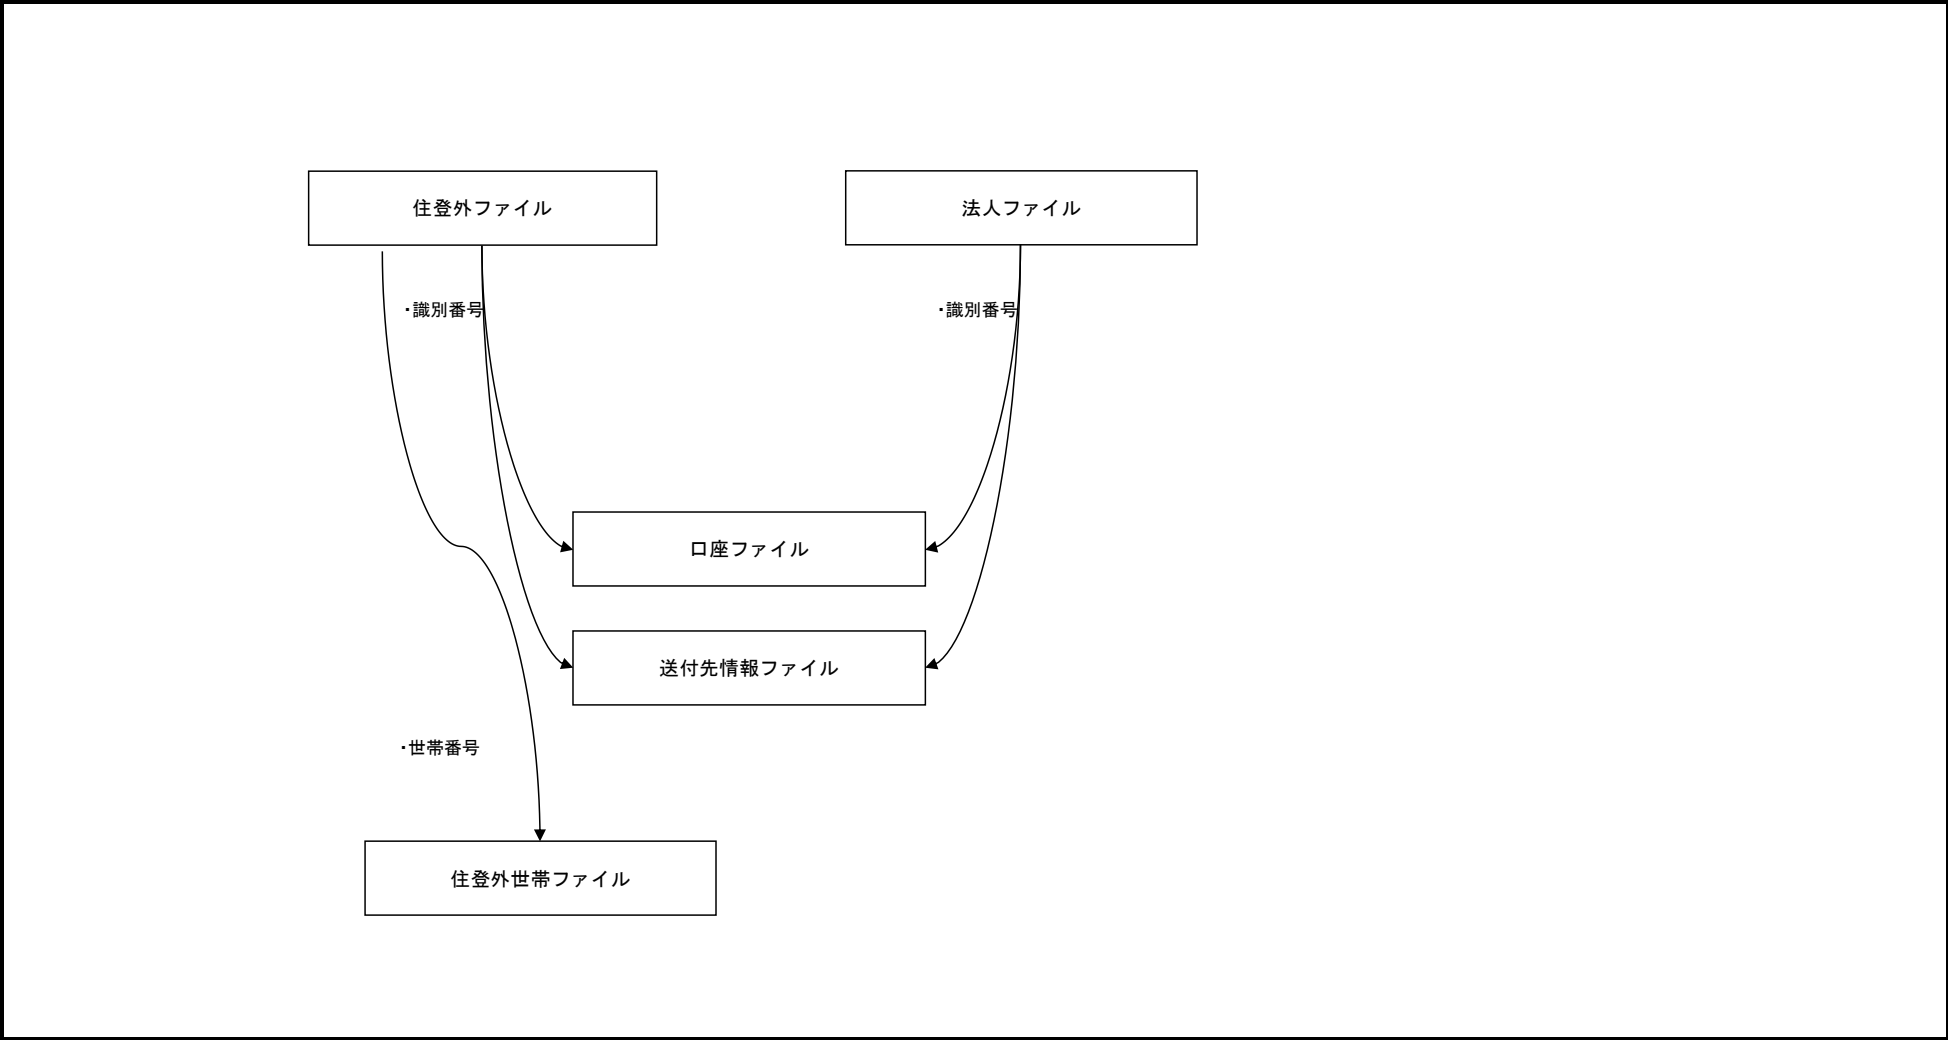 住登外ファイル
法人ファイル
・識別番号
・識別番号
口座ファイル
送付先情報ファイル
・世帯番号
住登外世帯ファイル